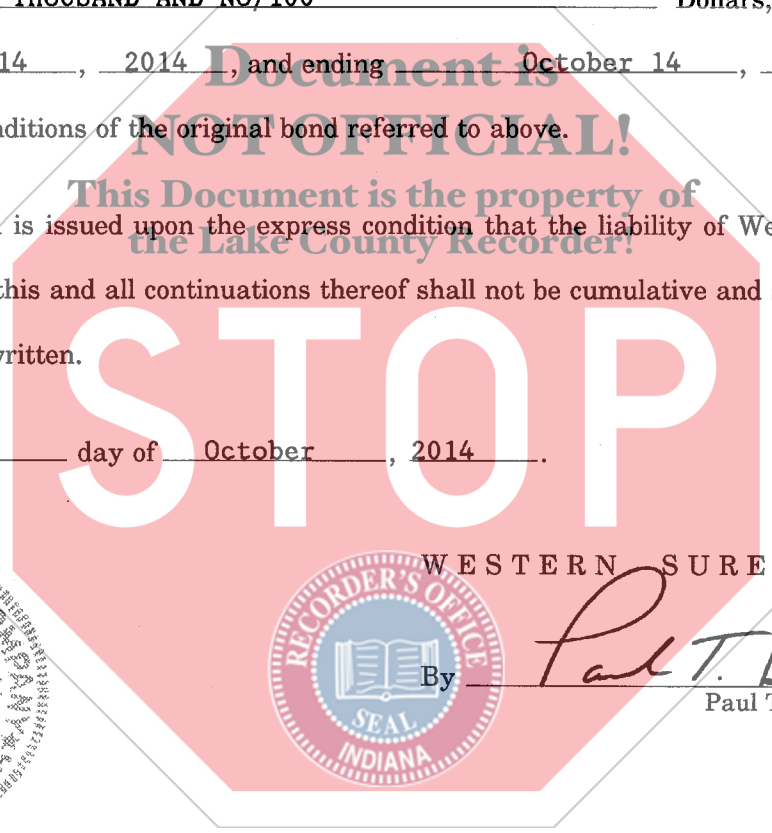 THOUSAND AND NO/100 Dollars,
14, 2014, and ending October 14,
Document is
nditions of the original bond referred to above.
NOT OFFICIAL!
This Document is the property of
is issued upon the express condition that the liability of We
the Lake County Recorder!
this and all continuations thereof shall not be cumulative and
written.
STOP
day of October, 2014.
WESTERN SURE
RECORDER'S OFFICE
SEAL
INDIANA
By Paul T.
Paul T